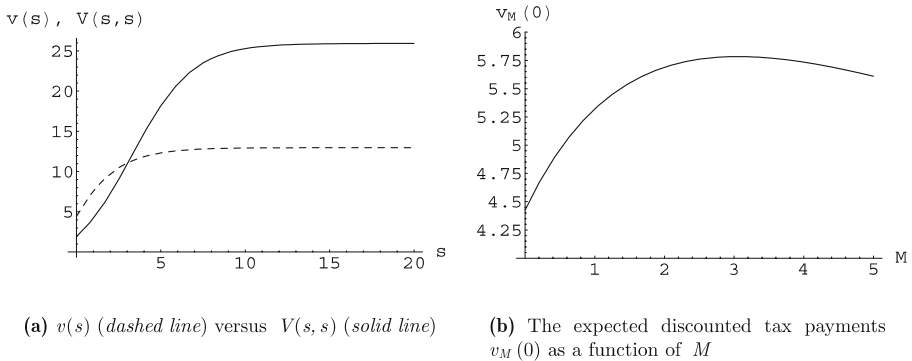 v(s), V(s,s)
25
20
15
10
5
5 10 15 20 s
(a) v(s) (dashed line) versus V(s, s) (solid line)
v_M (0)
6
5.75
5.5
5.25
5
4.75
4.5
4.25
1 2 3 4 5 M
(b) The expected discounted tax payments
v_M (0) as a function of M